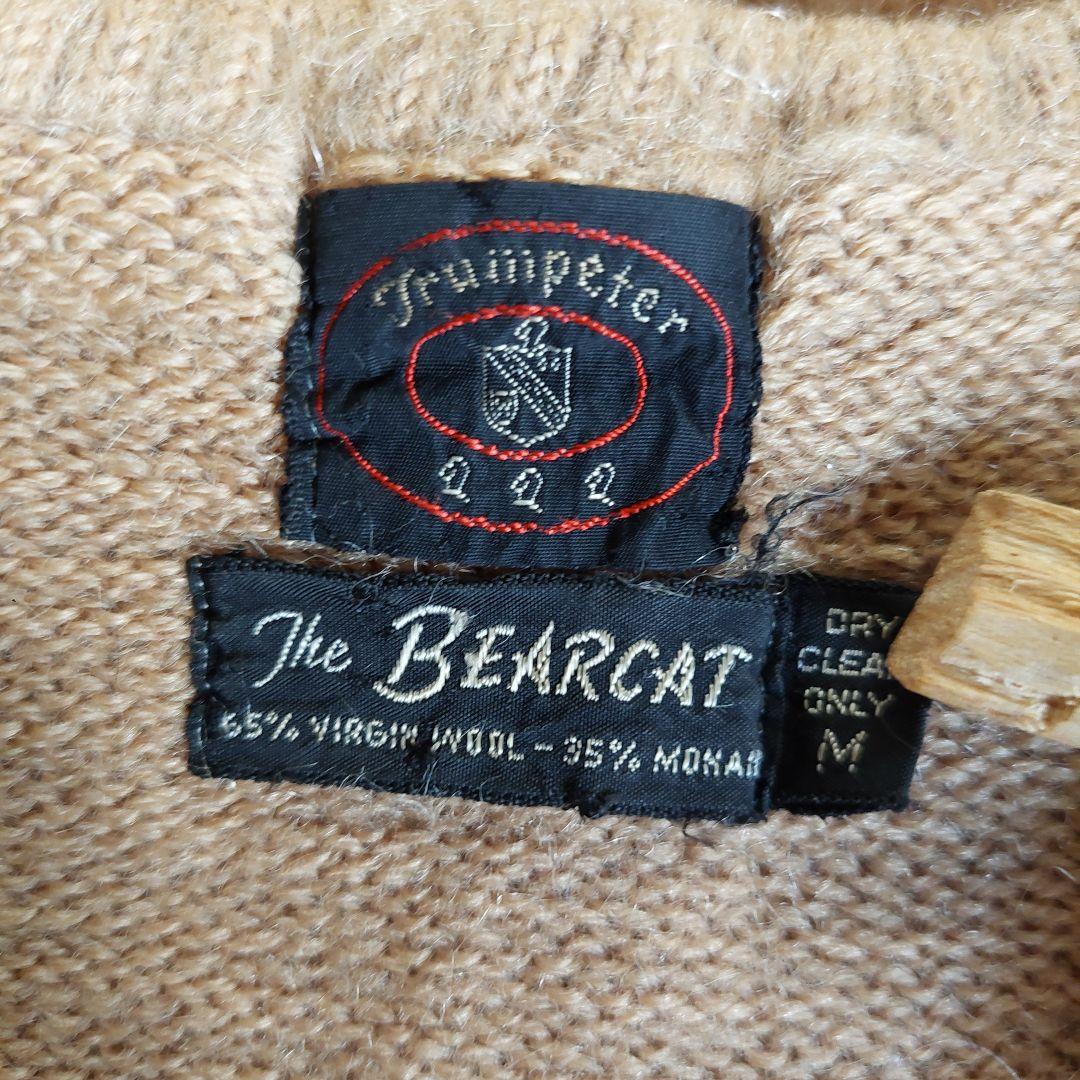 Trumpeter
The BEARCAT
65% VIRGIN WOOL - 35% MOHAIR
DRY
CLEAN
ONLY
M